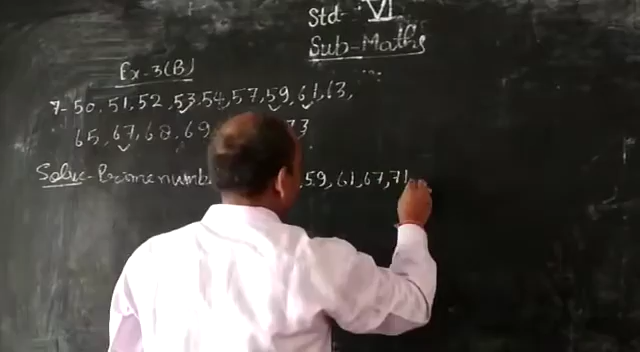 Std- VI
Sub-Maths
Ex-3(B)
7-50, 51, 52, 53, 54, 57, 59, 61, 63,
65, 67, 68, 69, 73
Solve-Prime numb , 59, 61, 67, 71